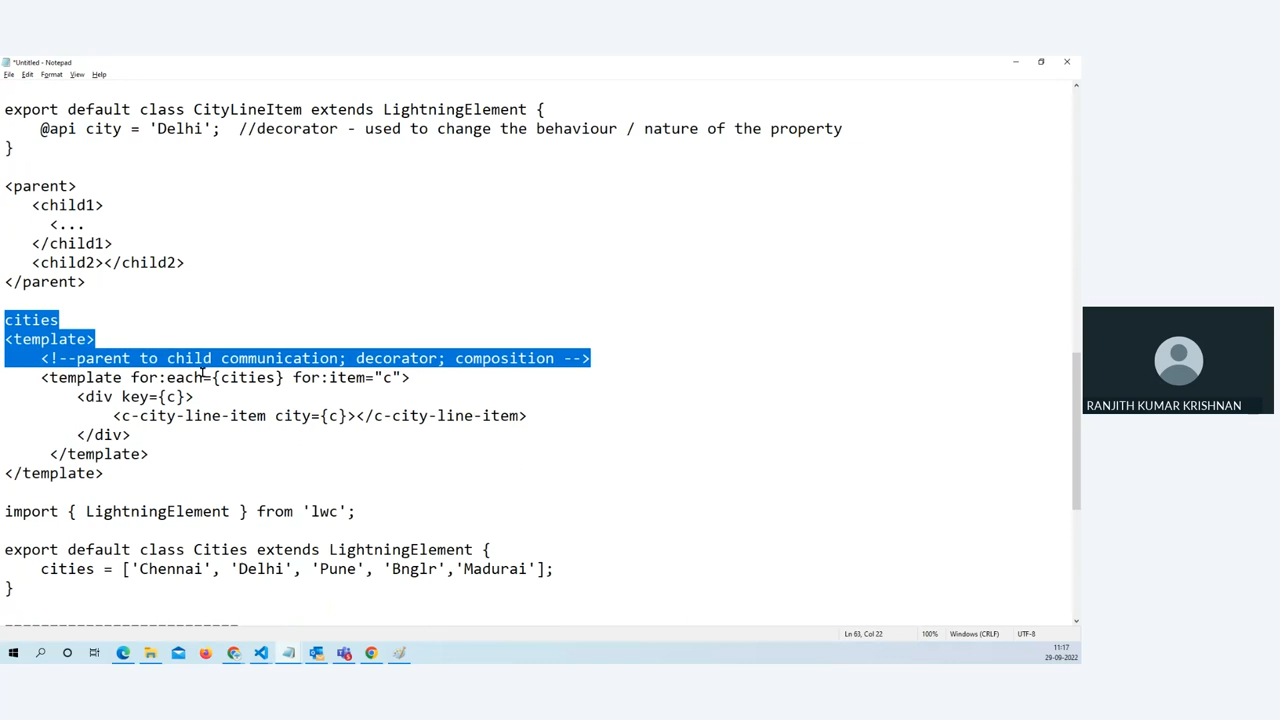 *Untitled - Notepad
File Edit Format View Help
export default class CityLineItem extends LightningElement {
@api city = 'Delhi'; //decorator - used to change the behaviour / nature of the property
}
<parent>
<child1>
<...
</child1>
<child2></child2>
</parent>
cities
<template>
<!--parent to child communication; decorator; composition -->
<template for:each={cities} for:item="c">
<div key={c}>
<c-city-line-item city={c}></c-city-line-item>
</div>
</template>
</template>
import { LightningElement } from 'lwc';
export default class Cities extends LightningElement {
cities = ['Chennai', 'Delhi', 'Pune', 'Bnglr','Madurai'];
}
--------------------------
Ln 63, Col 22 100% Windows (CRLF) UTF-8
11:17
29-09-2022
RANJITH KUMAR KRISHNAN